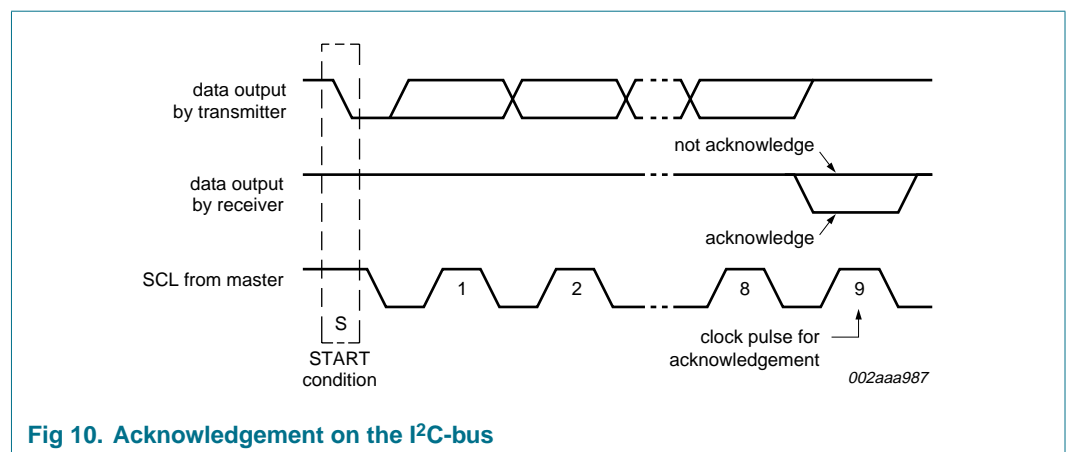 data output
by transmitter
not acknowledge
data output
by receiver
acknowledge
SCL from master
1
2
8
9
S
START
condition
clock pulse for
acknowledgement
002aaa987
Fig 10. Acknowledgement on the I²C-bus